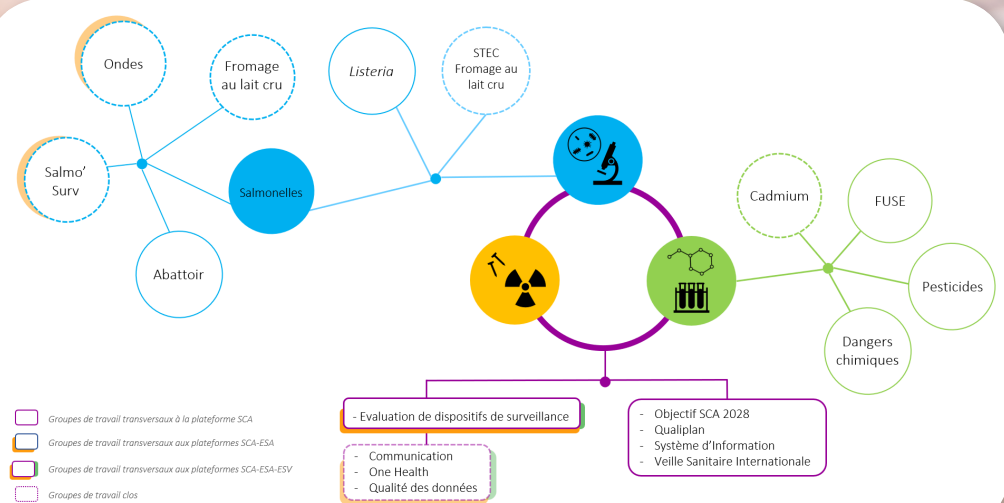 Ondes
Fromage
au lait cru
Listeria
STEC
Fromage au
lait cru
Salmo'
Surv
Salmonelles
Abattoir
Cadmium
FUSE
Pesticides
Dangers
chimiques
- Evaluation de dispositifs de surveillance
- Communication
- One Health
- Qualité des données
- Objectif SCA 2028
- Qualiplan
- Système d'Information
- Veille Sanitaire Internationale
Groupes de travail transversaux à la plateforme SCA
Groupes de travail transversaux aux plateformes SCA-ESA
Groupes de travail transversaux aux plateformes SCA-ESA-ESV
Groupes de travail clos